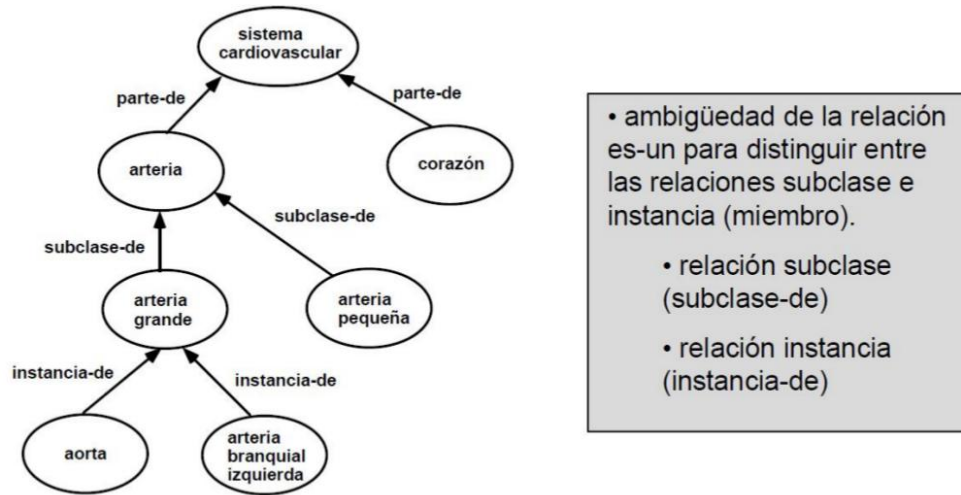 sistema
cardiovascular
parte-de
parte-de
arteria
corazón
subclase-de
subclase-de
arteria
grande
arteria
pequeña
instancia-de
instancia-de
aorta
arteria
branquial
izquierda
• ambigüedad de la relación
es-un para distinguir entre
las relaciones subclase e
instancia (miembro).
• relación subclase
(subclase-de)
• relación instancia
(instancia-de)